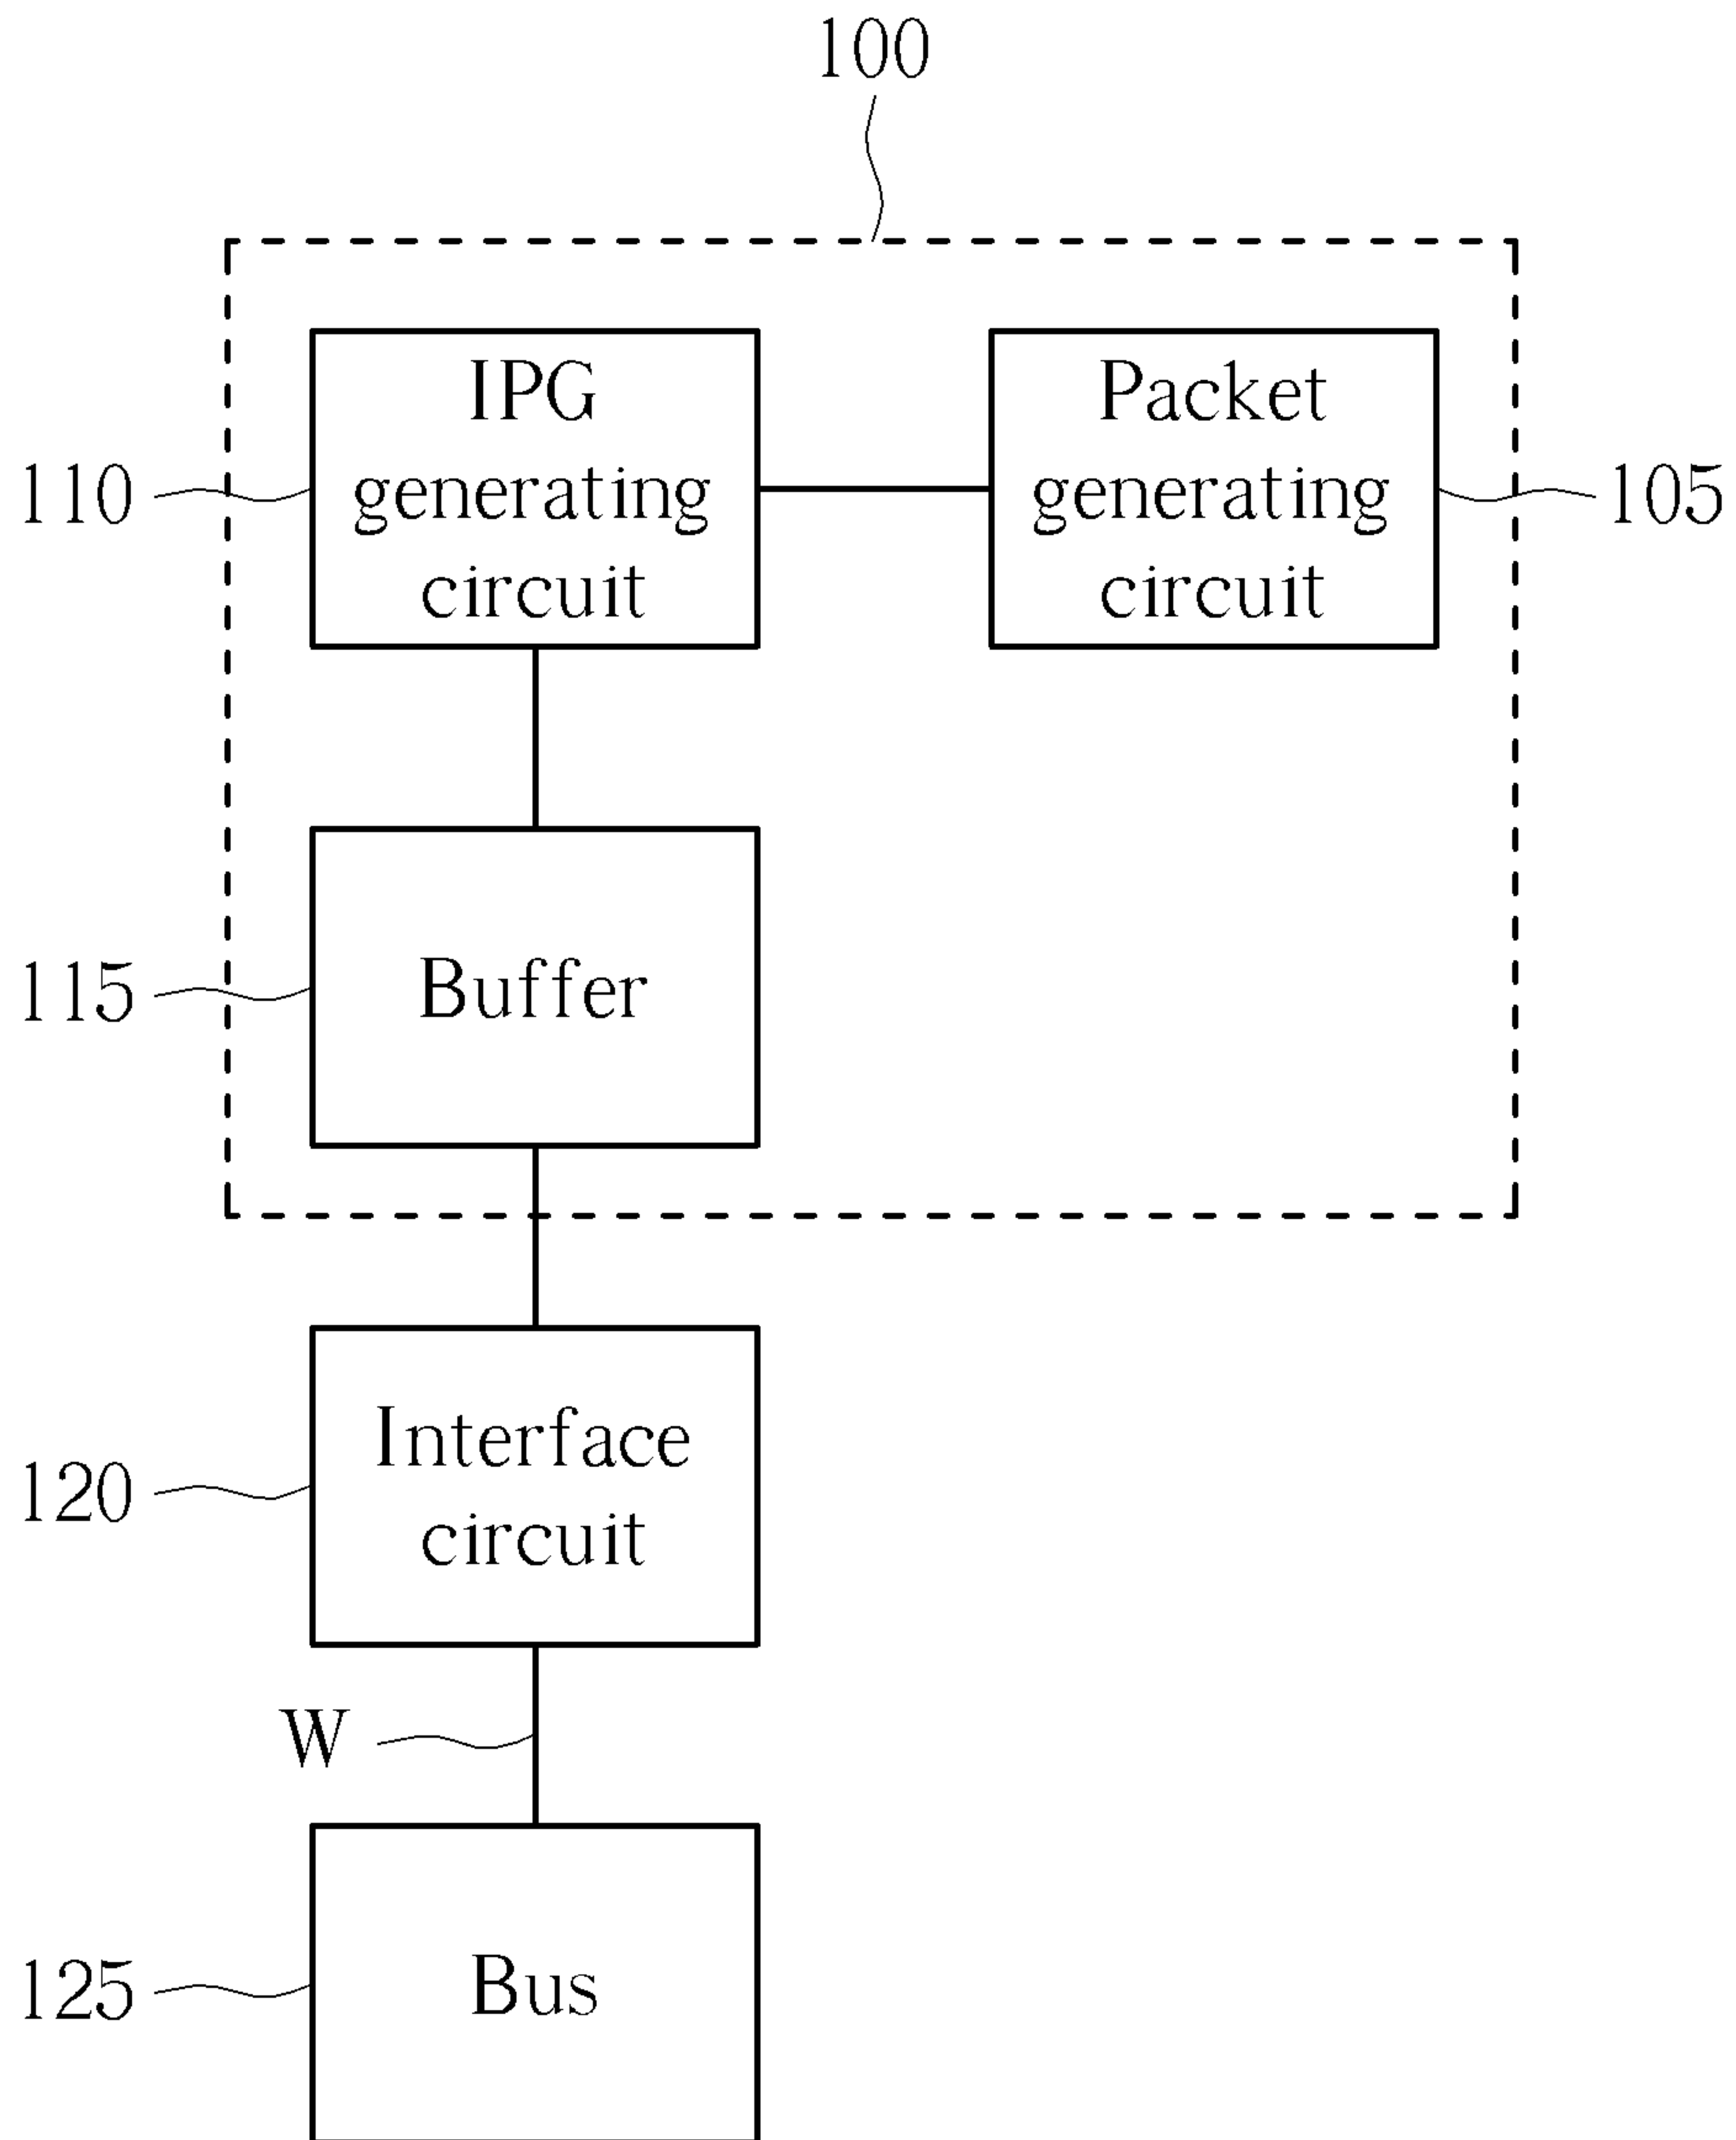 100
IPG
generating
circuit
Packet
generating
circuit
110
105
Buffer
115
Interface
circuit
120
W
Bus
125